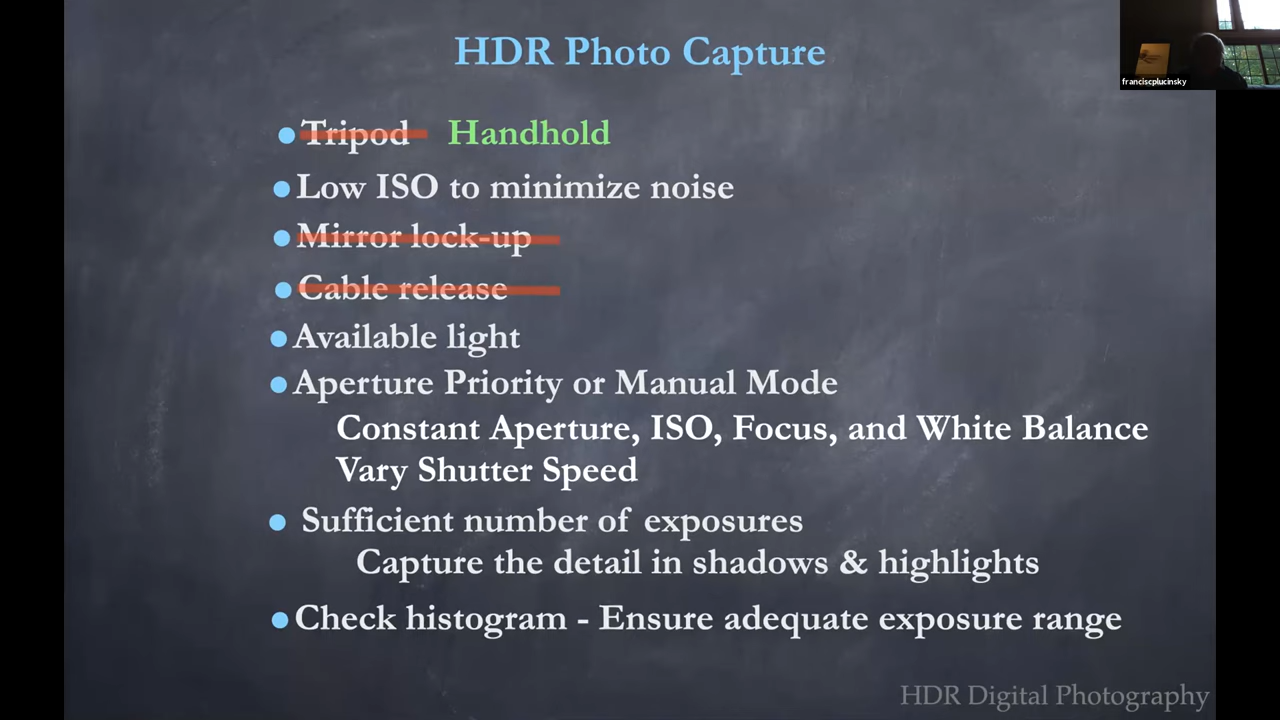 HDR Photo Capture
franciscplucinsky
Tripod Handhold
Low ISO to minimize noise
Mirror lock-up
Cable release
Available light
Aperture Priority or Manual Mode
Constant Aperture, ISO, Focus, and White Balance
Vary Shutter Speed
Sufficient number of exposures
Capture the detail in shadows & highlights
Check histogram - Ensure adequate exposure range
HDR Digital Photography